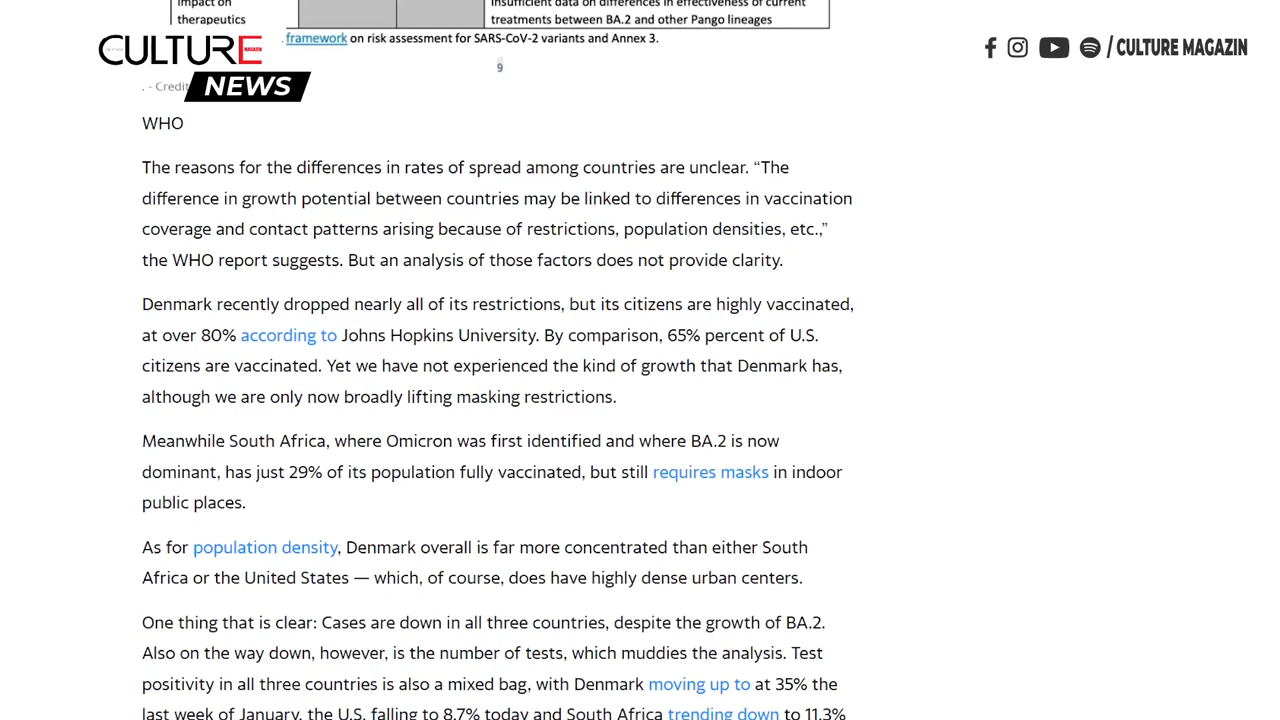 impact on
therapeutics
insufficient data on differences in effectiveness of current
treatments between BA.2 and other Pango lineages
framework on risk assessment for SARS-CoV-2 variants and Annex 3.
CULTURE
MAGAZIN
NEWS
/ CULTURE MAGAZIN
9
. - Credit
WHO
The reasons for the differences in rates of spread among countries are unclear. “The
difference in growth potential between countries may be linked to differences in vaccination
coverage and contact patterns arising because of restrictions, population densities, etc.,”
the WHO report suggests. But an analysis of those factors does not provide clarity.
Denmark recently dropped nearly all of its restrictions, but its citizens are highly vaccinated,
at over 80% according to Johns Hopkins University. By comparison, 65% percent of U.S.
citizens are vaccinated. Yet we have not experienced the kind of growth that Denmark has,
although we are only now broadly lifting masking restrictions.
Meanwhile South Africa, where Omicron was first identified and where BA.2 is now
dominant, has just 29% of its population fully vaccinated, but still requires masks in indoor
public places.
As for population density, Denmark overall is far more concentrated than either South
Africa or the United States — which, of course, does have highly dense urban centers.
One thing that is clear: Cases are down in all three countries, despite the growth of BA.2.
Also on the way down, however, is the number of tests, which muddies the analysis. Test
positivity in all three countries is also a mixed bag, with Denmark moving up to at 35% the
last week of January, the U.S. falling to 8.7% today and South Africa trending down to 11.3%